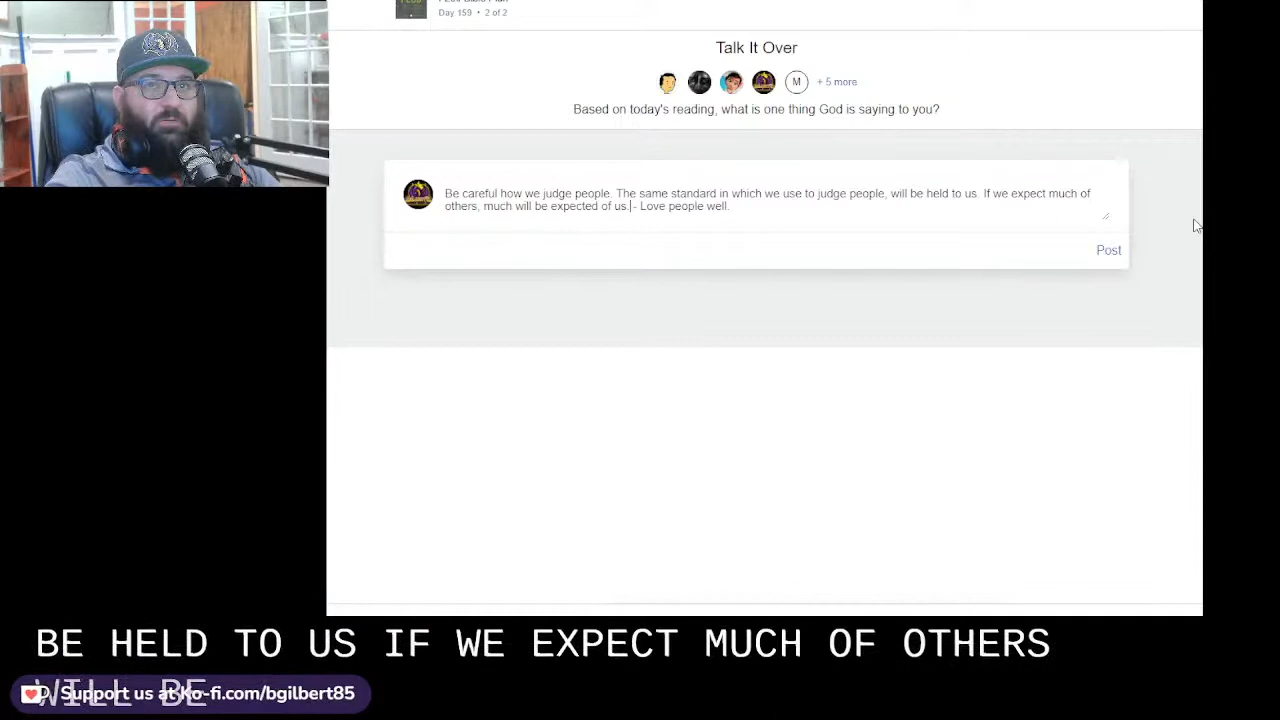 Day 159 • 2 of 2
Talk It Over
M
+ 5 more
Based on today's reading, what is one thing God is saying to you?
Be careful how we judge people. The same standard in which we use to judge people, will be held to us. If we expect much of
others, much will be expected of us.- Love people well.
Post
BE HELD TO US IF WE EXPECT MUCH OF OTHERS
WILL BE
Support us at Ko-fi.com/bgilbert85